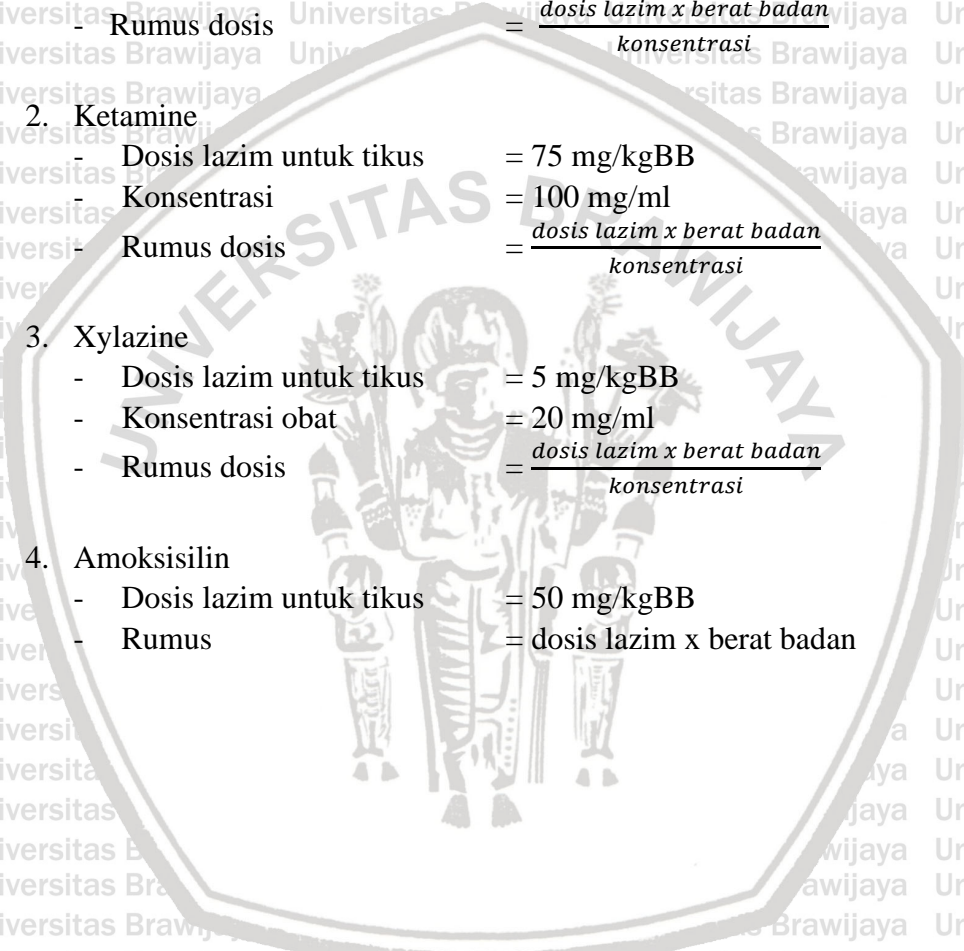 - Rumus dosis = dosis lazim x berat badan
konsentrasi
2. Ketamine
- Dosis lazim untuk tikus = 75 mg/kgBB
- Konsentrasi = 100 mg/ml
- Rumus dosis = dosis lazim x berat badan
konsentrasi
3. Xylazine
- Dosis lazim untuk tikus = 5 mg/kgBB
- Konsentrasi obat = 20 mg/ml
- Rumus dosis = dosis lazim x berat badan
konsentrasi
4. Amoksisilin
- Dosis lazim untuk tikus = 50 mg/kgBB
- Rumus = dosis lazim x berat badan
UNIVERSITAS BRAWIJAYA